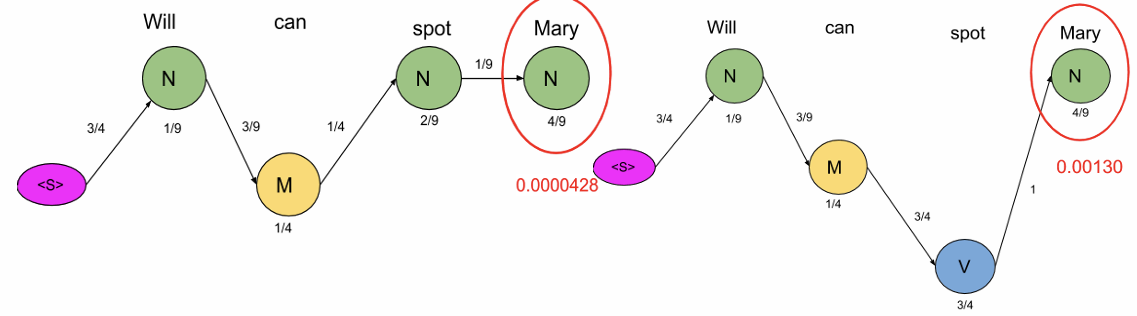 Will can spot Mary
3/4 N 3/9 M 1/4 N 1/9 N
<S> 1/9 1/4 2/9 4/9
0.0000428
Will can spot Mary
3/4 N 3/9 M 3/4 V 1 N
<S> 1/9 1/4 3/4 4/9
0.00130